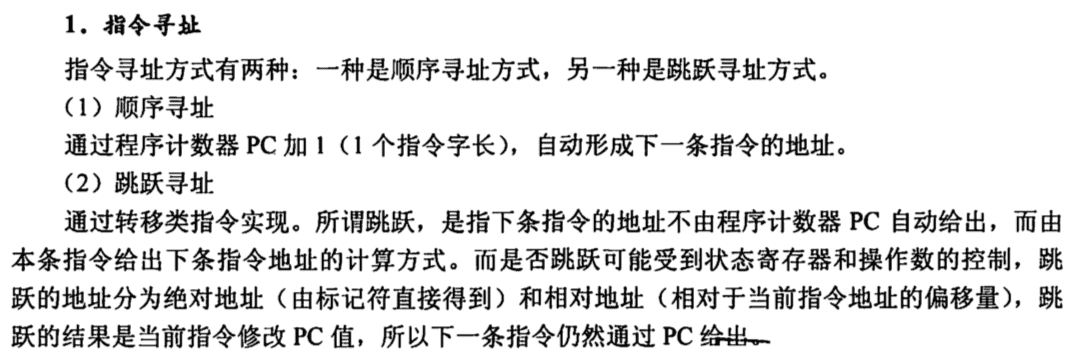 1．指令寻址
指令寻址方式有两种：一种是顺序寻址方式，另一种是跳跃寻址方式。
（1）顺序寻址
通过程序计数器 PC 加 1（1 个指令字长），自动形成下一条指令的地址。
（2）跳跃寻址
通过转移类指令实现。所谓跳跃，是指下条指令的地址不由程序计数器 PC 自动给出，而由
本条指令给出下条指令地址的计算方式。而是否跳跃可能受到状态寄存器和操作数的控制，跳
跃的地址分为绝对地址（由标记符直接得到）和相对地址（相对于当前指令地址的偏移量），跳
跃的结果是当前指令修改 PC 值，所以下一条指令仍然通过 PC 给出。